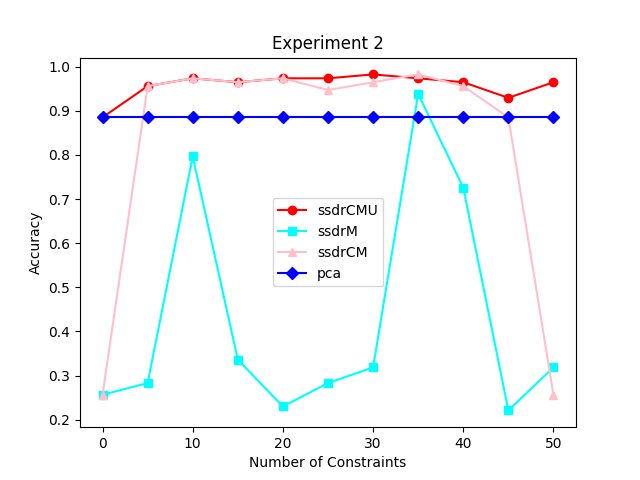 Experiment 2
1.0
0.9
0.8
0.7
0.6
0.5
0.4
0.3
0.2
Accuracy
ssdrCMU
ssdrM
ssdrCM
pca
0 10 20 30 40 50
Number of Constraints